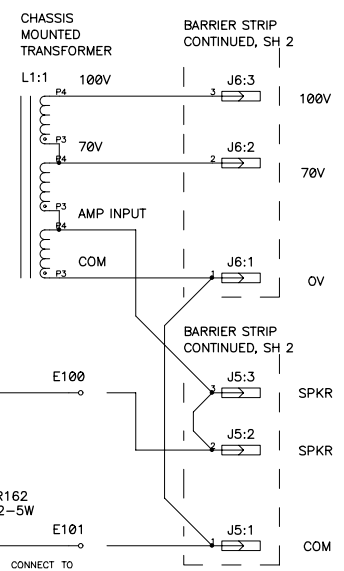 CHASSIS
MOUNTED
TRANSFORMER
BARRIER STRIP
CONTINUED, SH 2
L1:1
100V
P4
3
J6:3
100V
P3
P4
70V
2
J6:2
70V
P3
P4
AMP INPUT
COM
P3
1
J6:1
0V
BARRIER STRIP
CONTINUED, SH 2
E100
3
J5:3
SPKR
2
J5:2
SPKR
R162
2-5W
E101
1
J5:1
COM
CONNECT TO